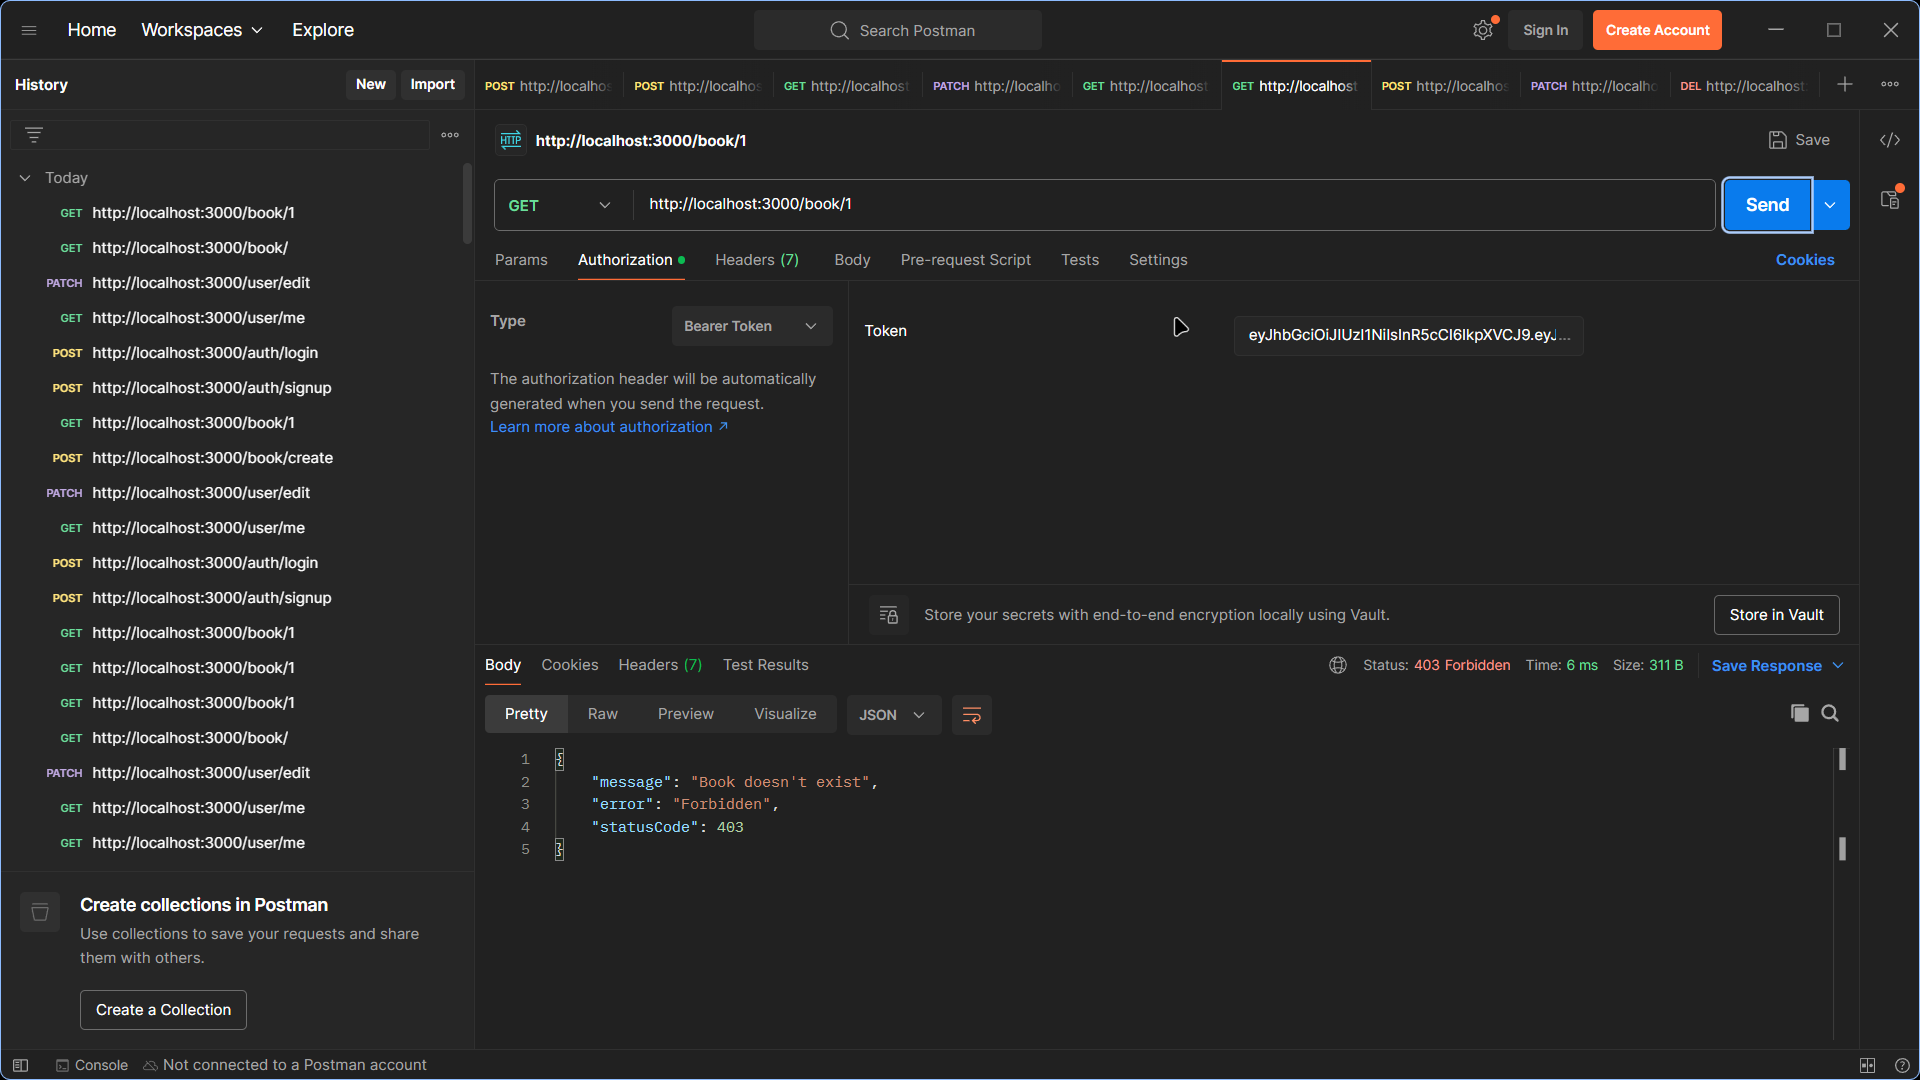 Home
Workspaces
Explore
Search Postman
Sign In
Create Account
History
New
Import
POST http://localhos
POST http://localhos
GET http://localhost
PATCH http://localho
GET http://localhost
GET http://localhost
POST http://localhos
PATCH http://localho
DEL http://localhost
HTTP
http://localhost:3000/book/1
Save
GET
http://localhost:3000/book/1
Send
Today
GET http://localhost:3000/book/1
GET http://localhost:3000/book/
PATCH http://localhost:3000/user/edit
GET http://localhost:3000/user/me
POST http://localhost:3000/auth/login
POST http://localhost:3000/auth/signup
GET http://localhost:3000/book/1
POST http://localhost:3000/book/create
PATCH http://localhost:3000/user/edit
GET http://localhost:3000/user/me
POST http://localhost:3000/auth/login
POST http://localhost:3000/auth/signup
GET http://localhost:3000/book/1
GET http://localhost:3000/book/1
GET http://localhost:3000/book/1
GET http://localhost:3000/book/
PATCH http://localhost:3000/user/edit
GET http://localhost:3000/user/me
GET http://localhost:3000/user/me
Create collections in Postman
Use collections to save your requests and share
them with others.
Create a Collection
Params
Authorization
Headers (7)
Body
Pre-request Script
Tests
Settings
Cookies
Type
Bearer Token
The authorization header will be automatically
generated when you send the request.
Learn more about authorization ↗
Token
eyJhbGciOiJIUzI1NiIsInR5cCI6IkpXVCJ9.eyJ...
Store your secrets with end-to-end encryption locally using Vault.
Store in Vault
Body
Cookies
Headers (7)
Test Results
Status: 403 Forbidden
Time: 6 ms
Size: 311 B
Save Response
Pretty
Raw
Preview
Visualize
JSON
1 {
2 "message": "Book doesn't exist",
3 "error": "Forbidden",
4 "statusCode": 403
5 }
Console
Not connected to a Postman account